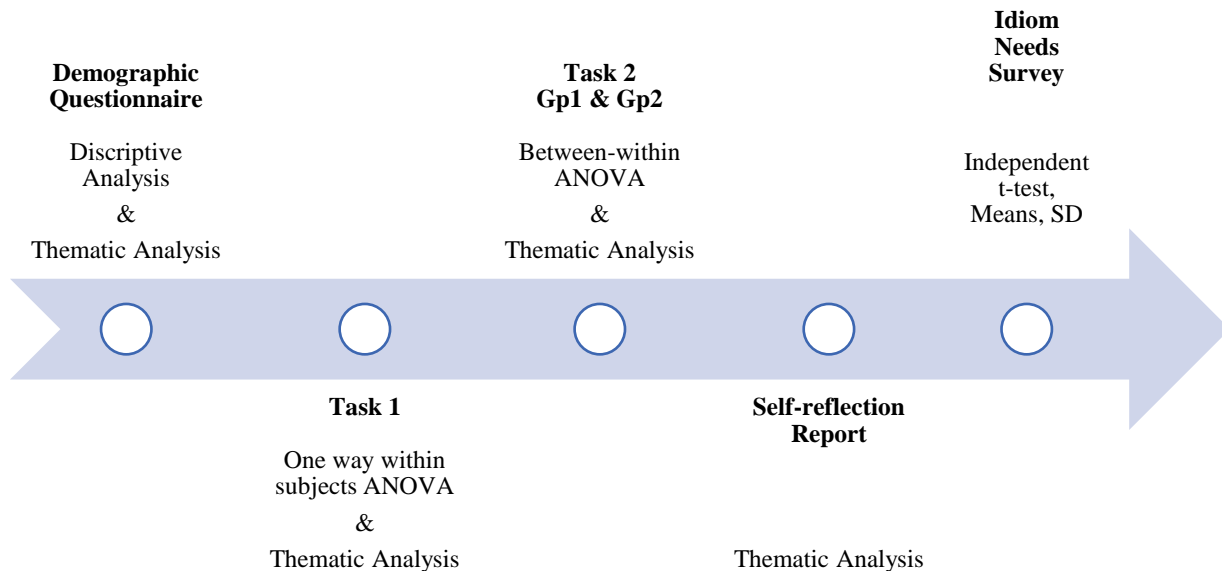 Demographic
Questionnaire
Discriptive
Analysis
&
Thematic Analysis
Task 1
One way within
subjects ANOVA
&
Thematic Analysis
Task 2
Gp1 & Gp2
Between-within
ANOVA
&
Thematic Analysis
Self-reflection
Report
Thematic Analysis
Idiom
Needs
Survey
Independent
t-test,
Means, SD